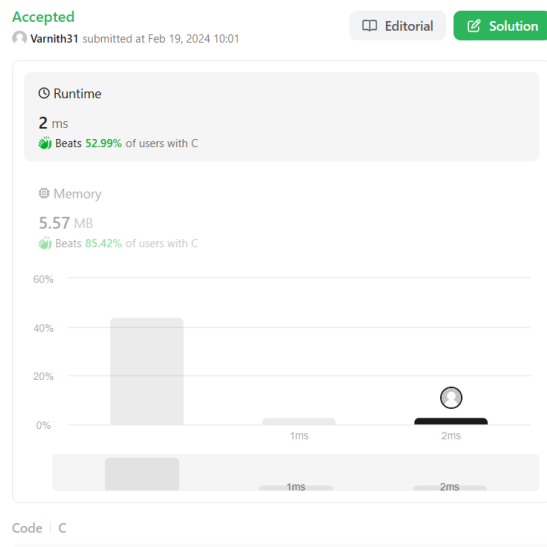 Accepted
Editorial
Solution
Varnith31 submitted at Feb 19, 2024 10:01
Runtime
2 ms
Beats 52.99% of users with C
Memory
5.57 MB
Beats 85.42% of users with C
60%
40%
20%
0%
1ms
2ms
1ms
2ms
Code
C